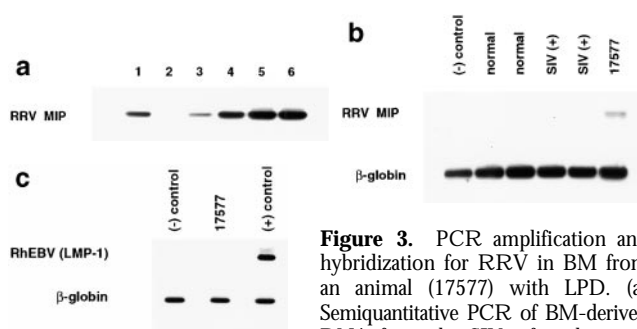 a
1 2 3 4 5 6
RRV MIP
b
(-) control normal normal SIV (+) SIV (+) 17577
RRV MIP
β-globin
c
(-) control 17577 (+) control
RhEBV (LMP-1)
β-globin
Figure 3. PCR amplification an
hybridization for RRV in BM from
an animal (17577) with LPD. (a
Semiquantitative PCR of BM-derive